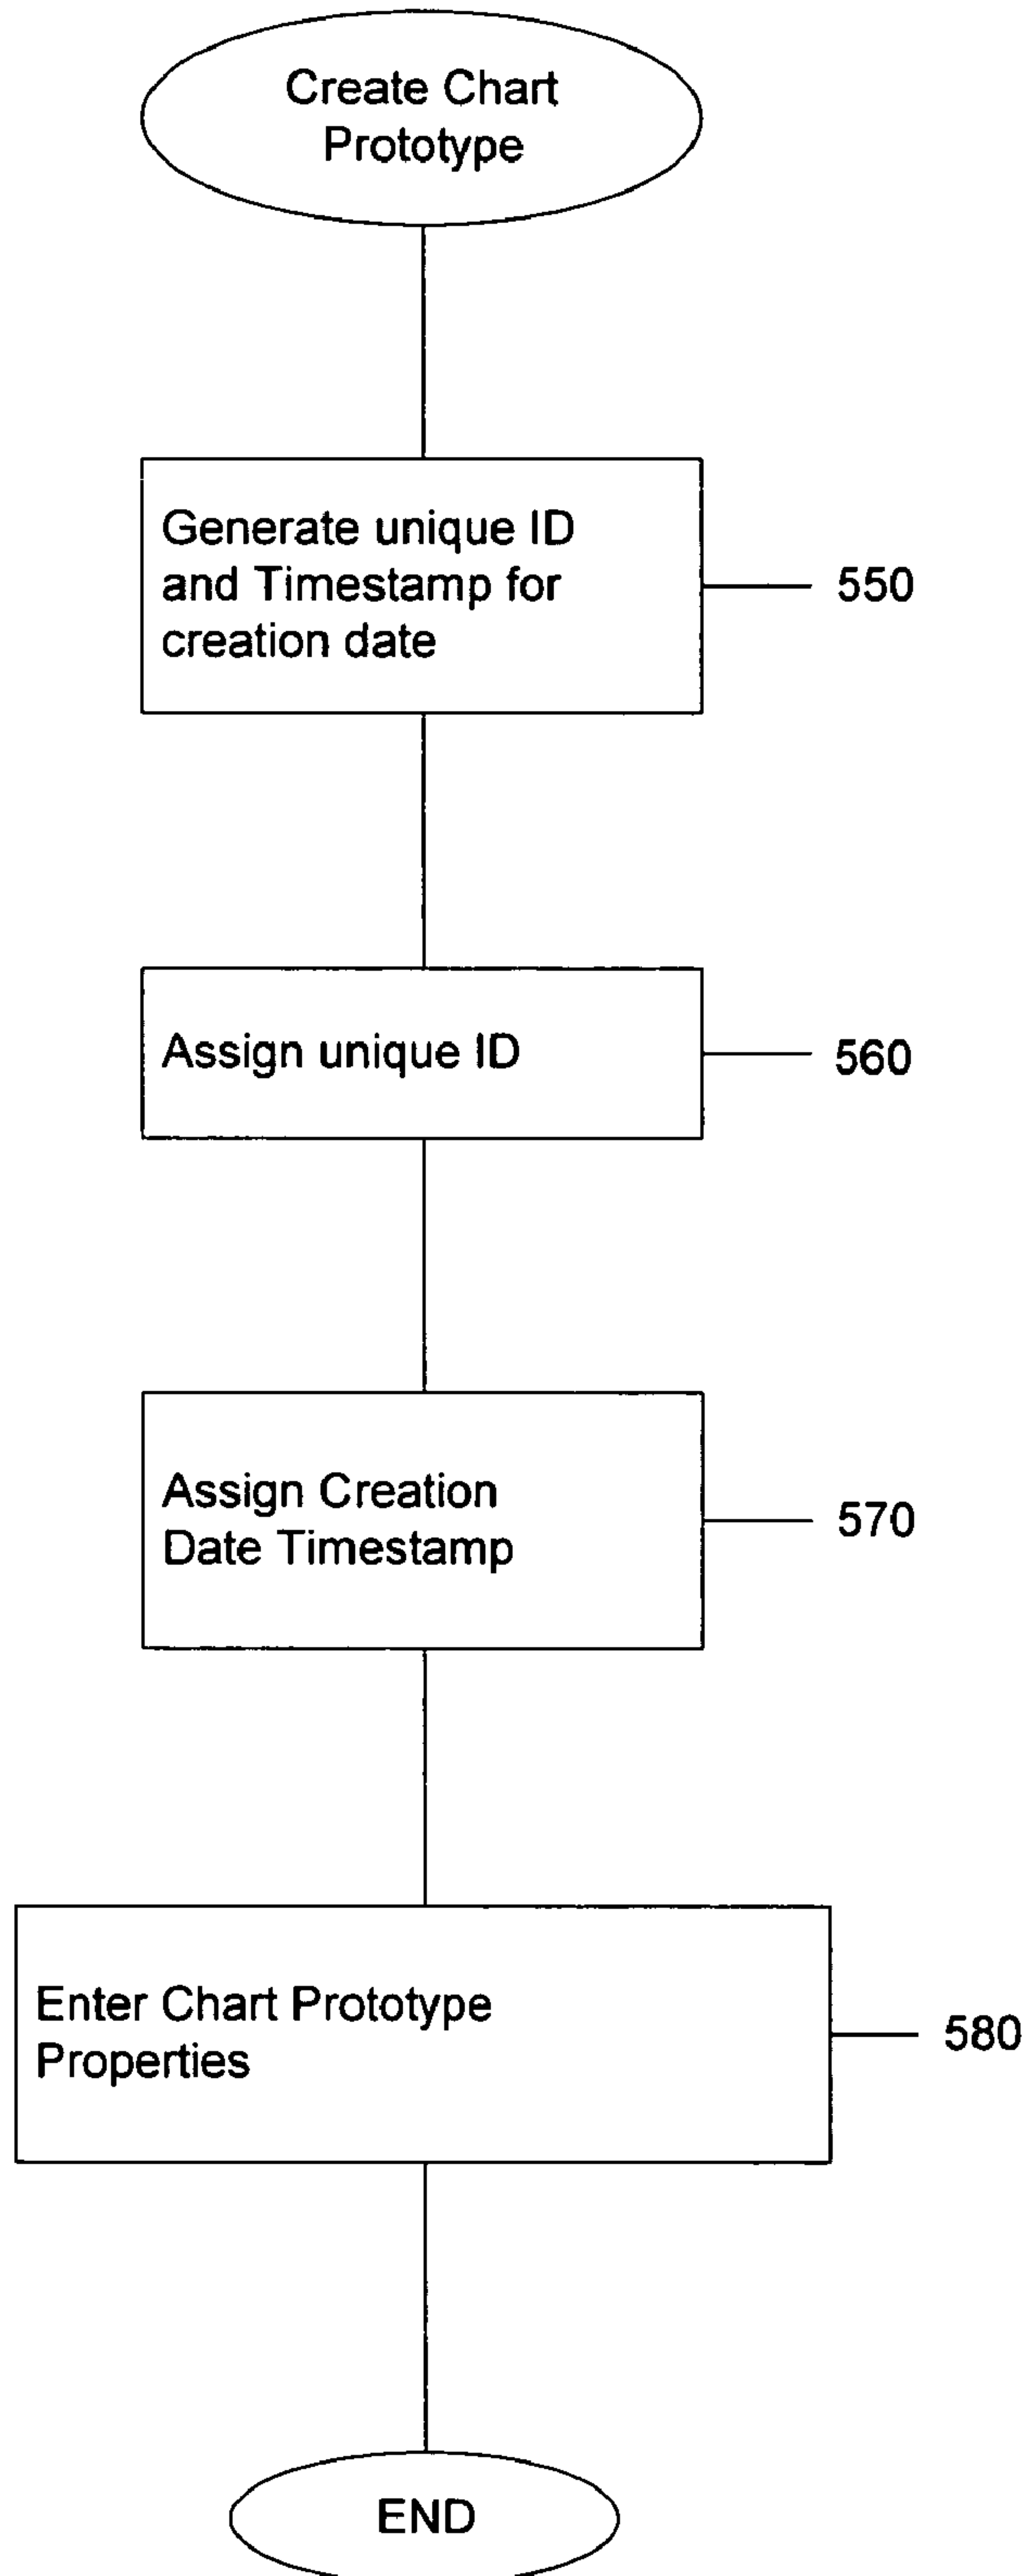 Create Chart
Prototype
Generate unique ID
and Timestamp for
creation date
550
Assign unique ID
560
Assign Creation
Date Timestamp
570
Enter Chart Prototype
Properties
580
END